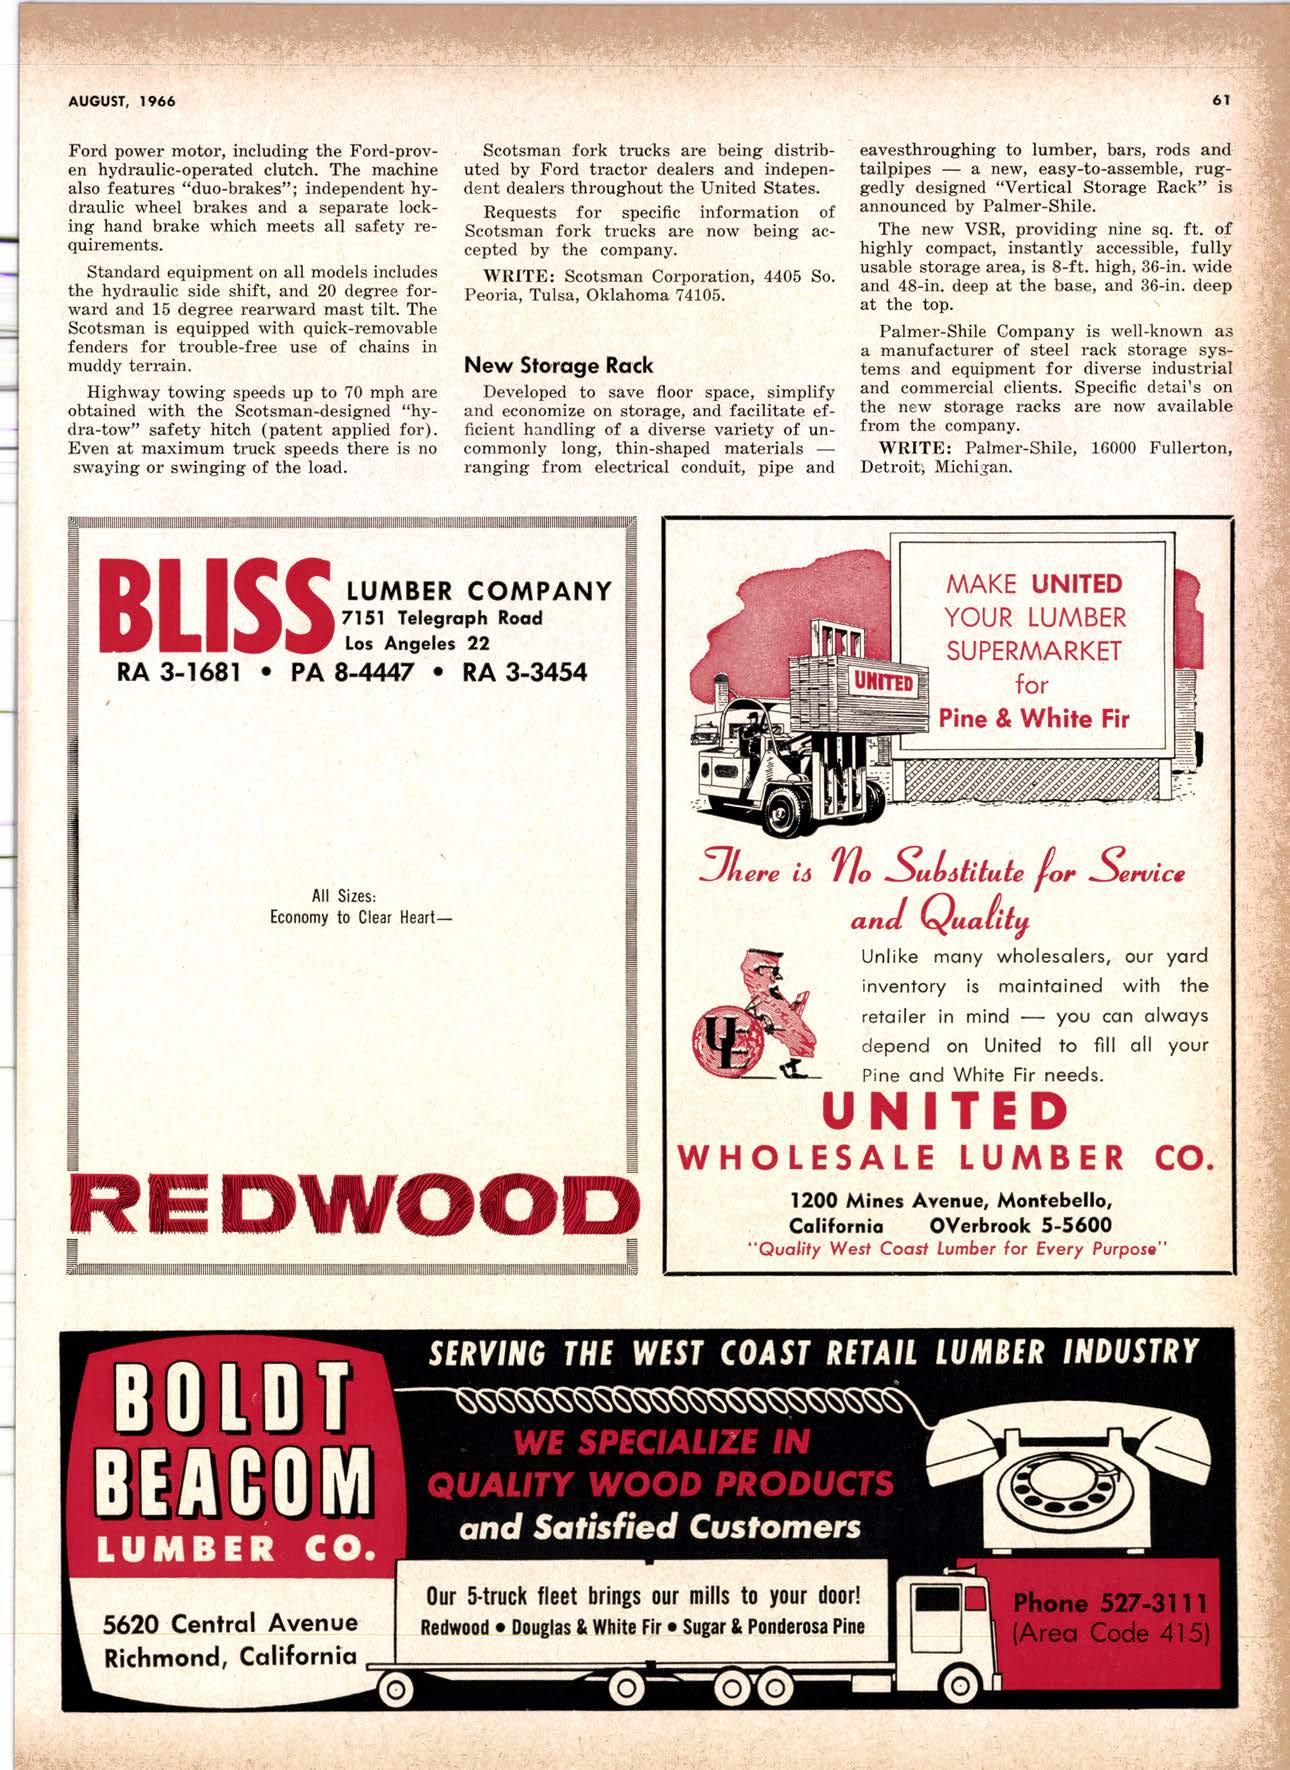 AUGUST, 1966
61
Ford power motor, including the Ford-prov-
en hydraulic-operated clutch. The machine
also features “duo-brakes”; independent hy-
draulic wheel brakes and a separate lock-
ing hand brake which meets all safety re-
quirements.
Standard equipment on all models includes
the hydraulic side shift, and 20 degree for-
ward and 15 degree rearward mast tilt. The
Scotsman is equipped with quick-removable
fenders for trouble-free use of chains in
muddy terrain.
Highway towing speeds up to 70 mph are
obtained with the Scotsman-designed “hy-
dra-tow” safety hitch (patent applied for).
Even at maximum truck speeds there is no
swaying or swinging of the load.
Scotsman fork trucks are being distrib-
uted by Ford tractor dealers and indepen-
dent dealers throughout the United States.
Requests for specific information of
Scotsman fork trucks are now being ac-
cepted by the company.
WRITE: Scotsman Corporation, 4405 So.
Peoria, Tulsa, Oklahoma 74105.
New Storage Rack
Developed to save floor space, simplify
and economize on storage, and facilitate ef-
ficient handling of a diverse variety of un-
commonly long, thin-shaped materials —
ranging from electrical conduit, pipe and
eavesthroughing to lumber, bars, rods and
tailpipes — a new, easy-to-assemble, rug-
gedly designed “Vertical Storage Rack” is
announced by Palmer-Shile.
The new VSR, providing nine sq. ft. of
highly compact, instantly accessible, fully
usable storage area, is 8-ft. high, 36-in. wide
and 48-in. deep at the base, and 36-in. deep
at the top.
Palmer-Shile Company is well-known as
a manufacturer of steel rack storage sys-
tems and equipment for diverse industrial
and commercial clients. Specific detai's on
the new storage racks are now available
from the company.
WRITE: Palmer-Shile, 16000 Fullerton,
Detroit, Michigan.
BLISS
LUMBER COMPANY
7151 Telegraph Road
Los Angeles 22
RA 3-1681 • PA 8-4447 • RA 3-3454
All Sizes:
Economy to Clear Heart—
REDWOOD
MAKE UNITED
YOUR LUMBER
SUPERMARKET
for
Pine & White Fir
UNITED
There is No Substitute for Service
and Quality
Unlike many wholesalers, our yard
inventory is maintained with the
retailer in mind — you can always
depend on United to fill all your
Pine and White Fir needs.
UL
UNITED
WHOLESALE LUMBER CO.
1200 Mines Avenue, Montebello,
California OVerbrook 5-5600
"Quality West Coast Lumber for Every Purpose"
BOLDT
BEACOM
LUMBER CO.
5620 Central Avenue
Richmond, California
SERVING THE WEST COAST RETAIL LUMBER INDUSTRY
WE SPECIALIZE IN
QUALITY WOOD PRODUCTS
and Satisfied Customers
Our 5-truck fleet brings our mills to your door!
Redwood • Douglas & White Fir • Sugar & Ponderosa Pine
Phone 527-3111
(Area Code 415)